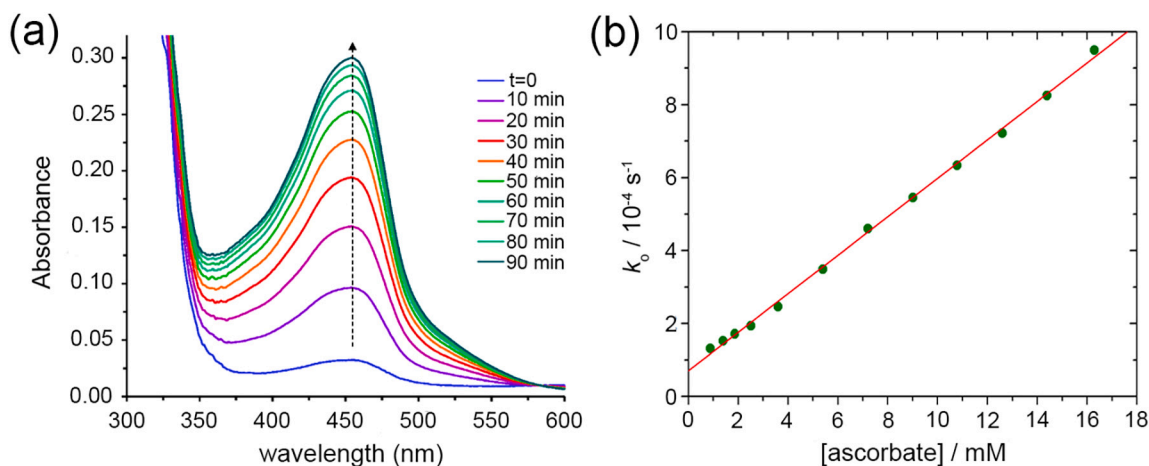 (a)
0.30
0.25
0.20
0.15
0.10
0.05
0.00
Absorbance
300 350 400 450 500 550 600
wavelength (nm)
t=0
10 min
20 min
30 min
40 min
50 min
60 min
70 min
80 min
90 min
(b)
10
8
6
4
2
0
kₒ / 10⁻⁴ s⁻¹
0 2 4 6 8 10 12 14 16 18
[ascorbate] / mM